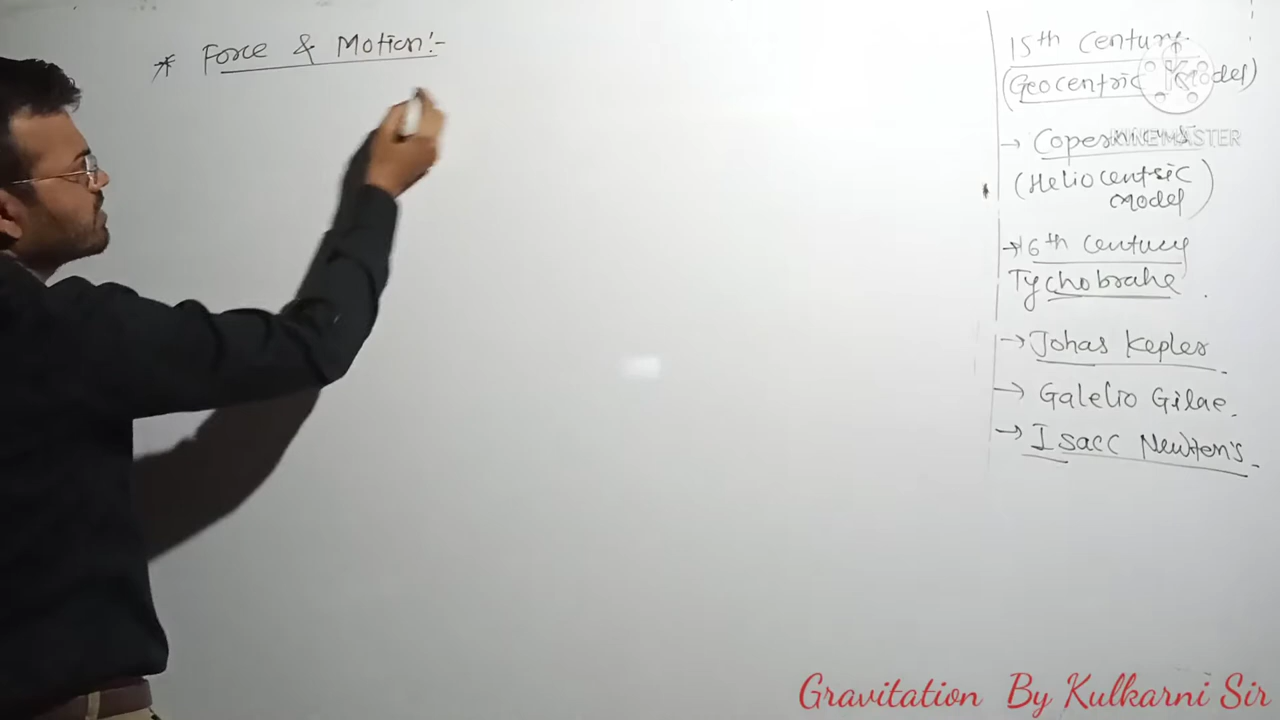 * Force & Motion:-
15th Century
(Geocentric Model)
KINEMASTER
→ Copernicus
(Heliocentric
model)
→ 16th Century
Tychobrahe.
→ Johas Kepler.
→ Galelio Gilae.
→ Isacc Newton's.
Gravitation By Kulkarni Sir